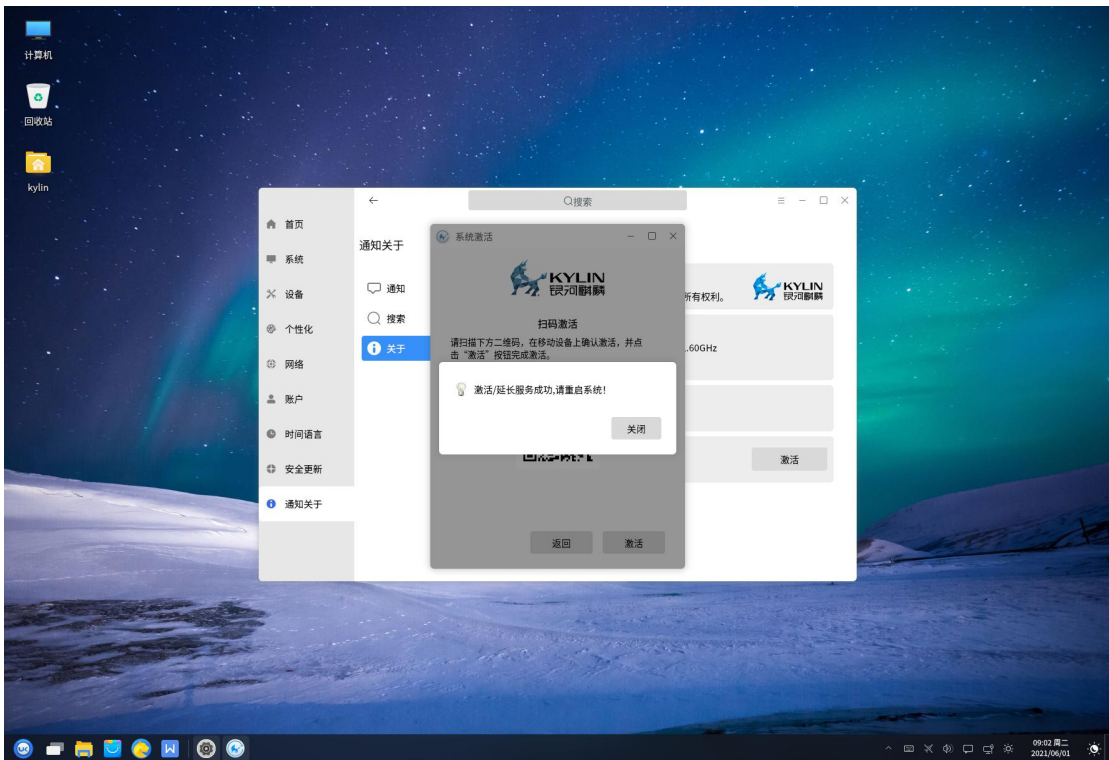 计算机
回收站
kylin
搜索
首页
系统
设备
个性化
网络
账户
时间语言
安全更新
通知关于
通知关于
通知
搜索
关于
所有权利。
KYLIN
银河麒麟
.60GHz
激活
系统激活
KYLIN
银河麒麟
扫码激活
请扫描下方二维码，在移动设备上确认激活，并点
击“激活”按钮完成激活。
激活/延长服务成功,请重启系统!
关闭
返回
激活
09:02 周二
2021/06/01